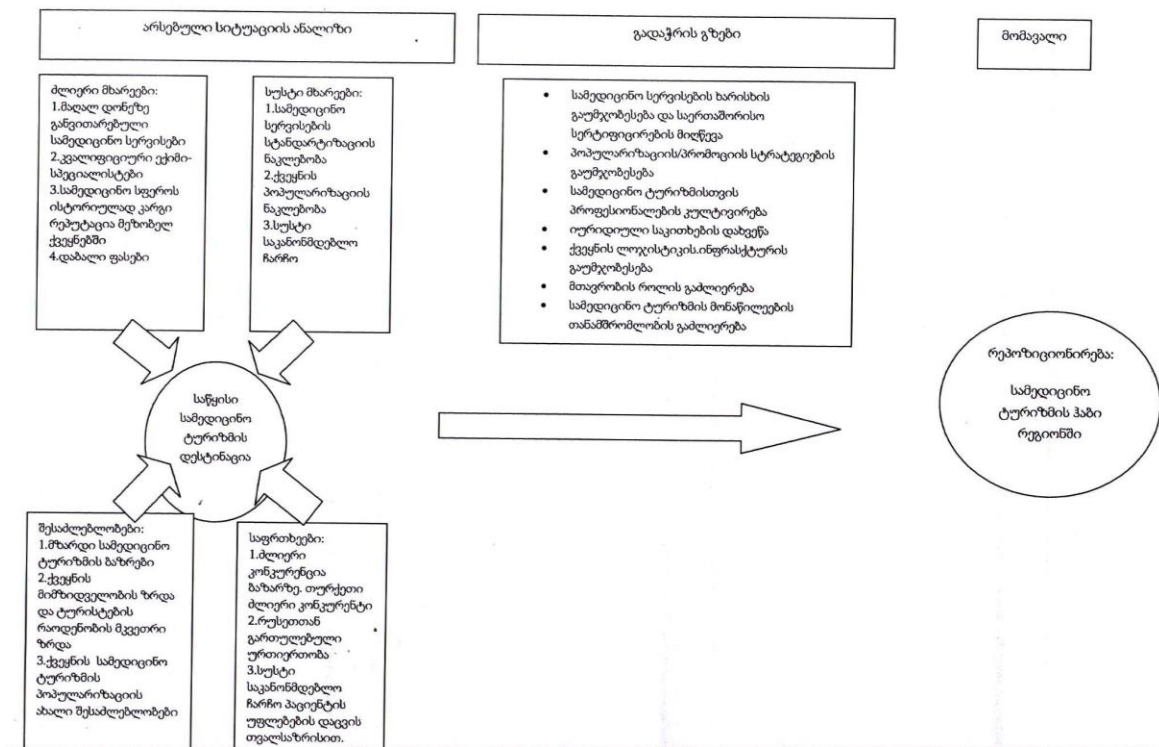 არსებული სიტუაციის ანალიზი
გადაჭრის გზები
მომავალი
ძლიერი მხარეები:
1.მაღალ დონეზე
განვითარებული
სამედიცინო სერვისები
2.კვალიფიციური ექიმი-
სპეციალისტები
3.სამედიცინო სფეროს
ისტორიულად კარგი
რეპუტაცია მეზობელ
ქვეყნებში
4.დაბალი ფასები
სუსტი მხარეები:
1.სამედიცინო
სერვისების
სტანდარტიზაციის
ნაკლებობა
2.ქვეყნის
პოპულარიზაციის
ნაკლებობა
3.სუსტი
საკანონმდებლო
ჩარჩო
• სამედიცინო სერვისების ხარისხის
გაუმჯობესება და საერთაშორისო
სერტიფიცირების მიღწევა
• პოპულარიზაციის/პრომოციის სტრატეგიების
გაუმჯობესება
• სამედიცინო ტურიზმისთვის
პროფესიონალების კულტივირება
• იურიდიული საკითხების დახვეწა
• ქვეყნის ლოჯისტიკის.ინფრასქტურის
გაუმჯობესება
• მთავრობის როლის გაძლიერება
• სამედიცინო ტურიზმის მონაწილეების
თანამშრომლობის გაძლიერება
საწყისი
სამედიცინო
ტურიზმის
დესტინაცია
რეპოზიციონირება:
სამედიცინო
ტურიზმის ჰაბი
რეგიონში
შესაძლებლობები:
1.მზარდი სამედიცინო
ტურიზმის ბაზრები
2.ქვეყნის
მიმზიდველობის ზრდა
და ტურისტების
რაოდენობის მკვეთრი
ზრდა
3.ქვეყნის სამედიცინო
ტურიზმის
პოპულარიზაციის
ახალი შესაძლებლობები
საფრთხეები:
1.ძლიერი
კონკურენცია
ბაზარზე. თურქეთი
ძლიერი კონკურენტი
2.რუსეთთან
გართულებული
ურთიერთობა
3.სუსტი
საკანონმდებლო
ჩარჩო პაციენტის
უფლებების დაცვის
თვალსაზრისით.